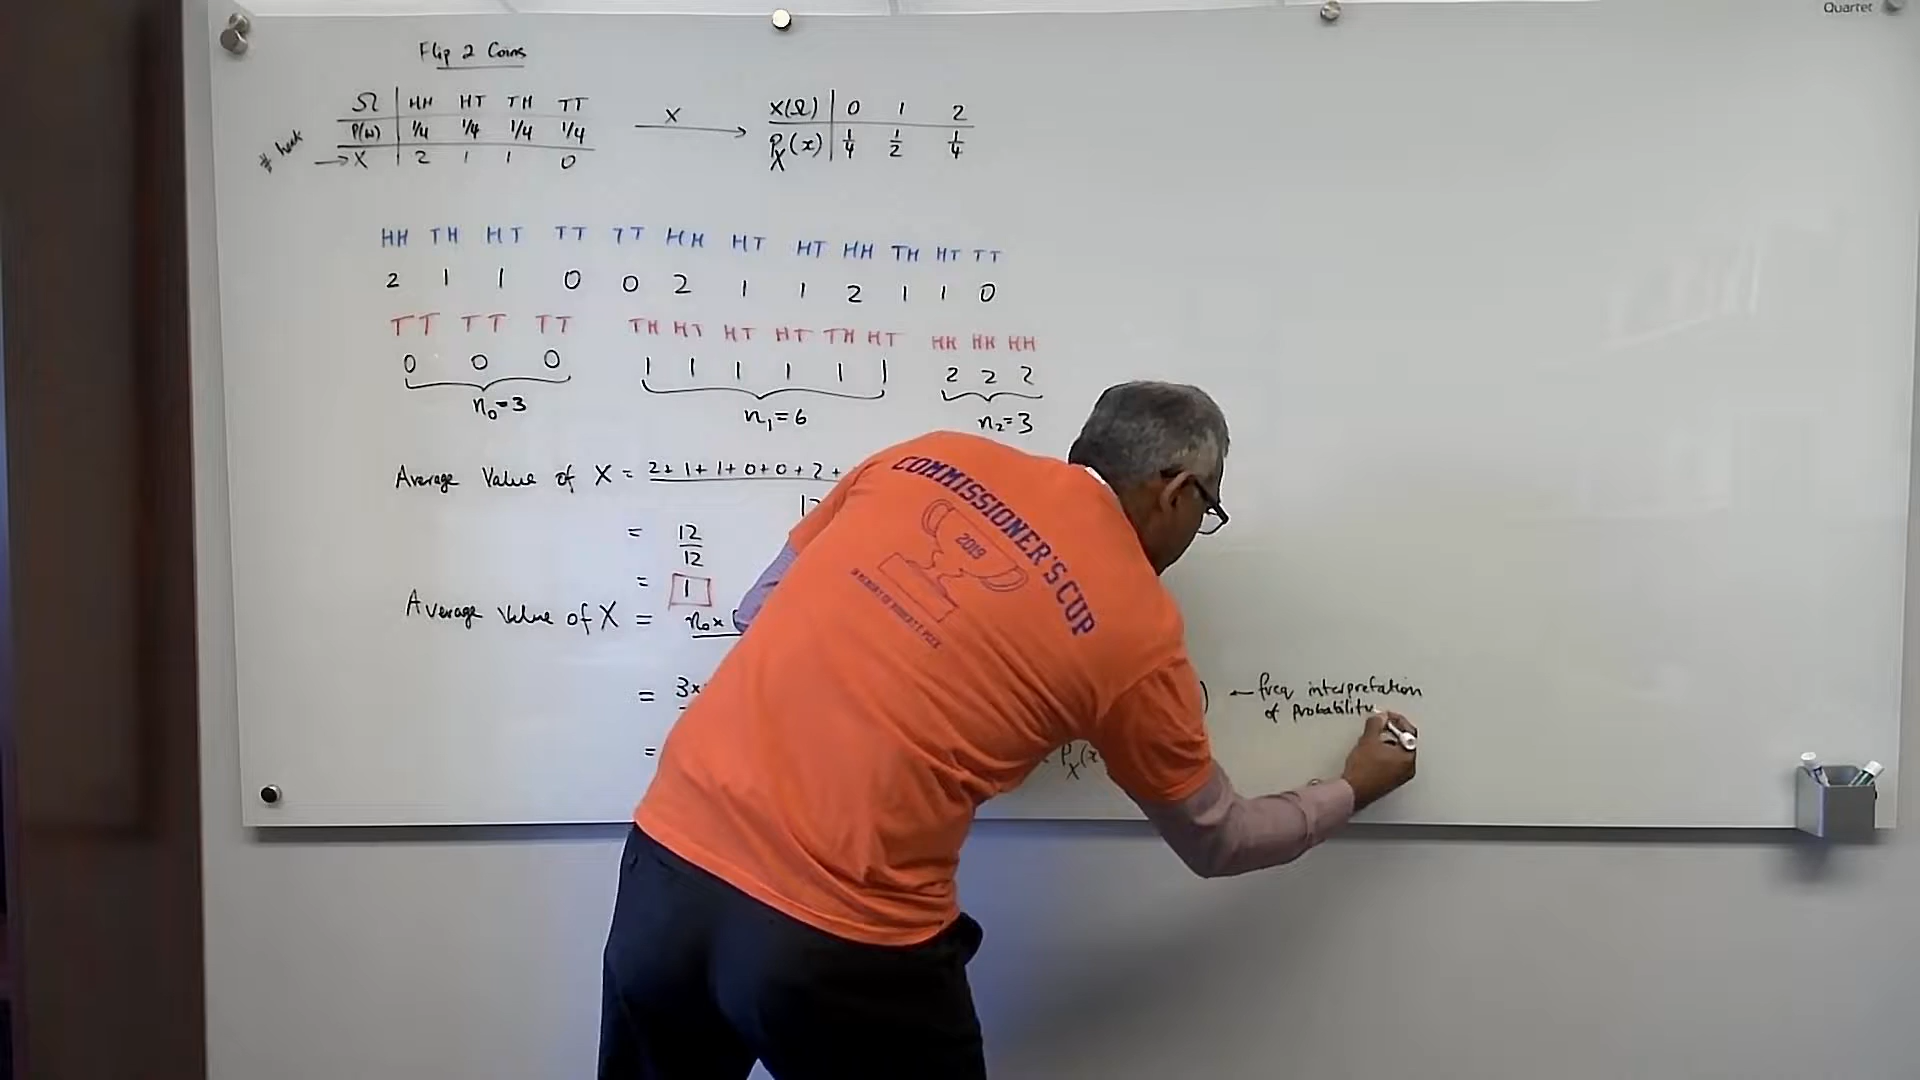 Quartet
Flip 2 Coins
Ω HH HT TH TT
P(ω) 1/4 1/4 1/4 1/4
→ X 2 1 1 0
X
X(Ω) 0 1 2
P_X(x) 1/4 1/2 1/4
HH TH HT TT TT HH HT HT HH TH HT TT
2 1 1 0 0 2 1 1 2 1 1 0
TT TT TT TH HT HT HT TH HT HH HH HH
0 0 0 1 1 1 1 1 1 2 2 2
n₀=3 n₁=6 n₂=3
Average Value of X = 2+1+1+0+0+2+
= 12/12
= 1
Average Value of X = n₀×
= 3×
) ← freq interpretation
of probability
=
COMMISSIONER'S CUP
2019